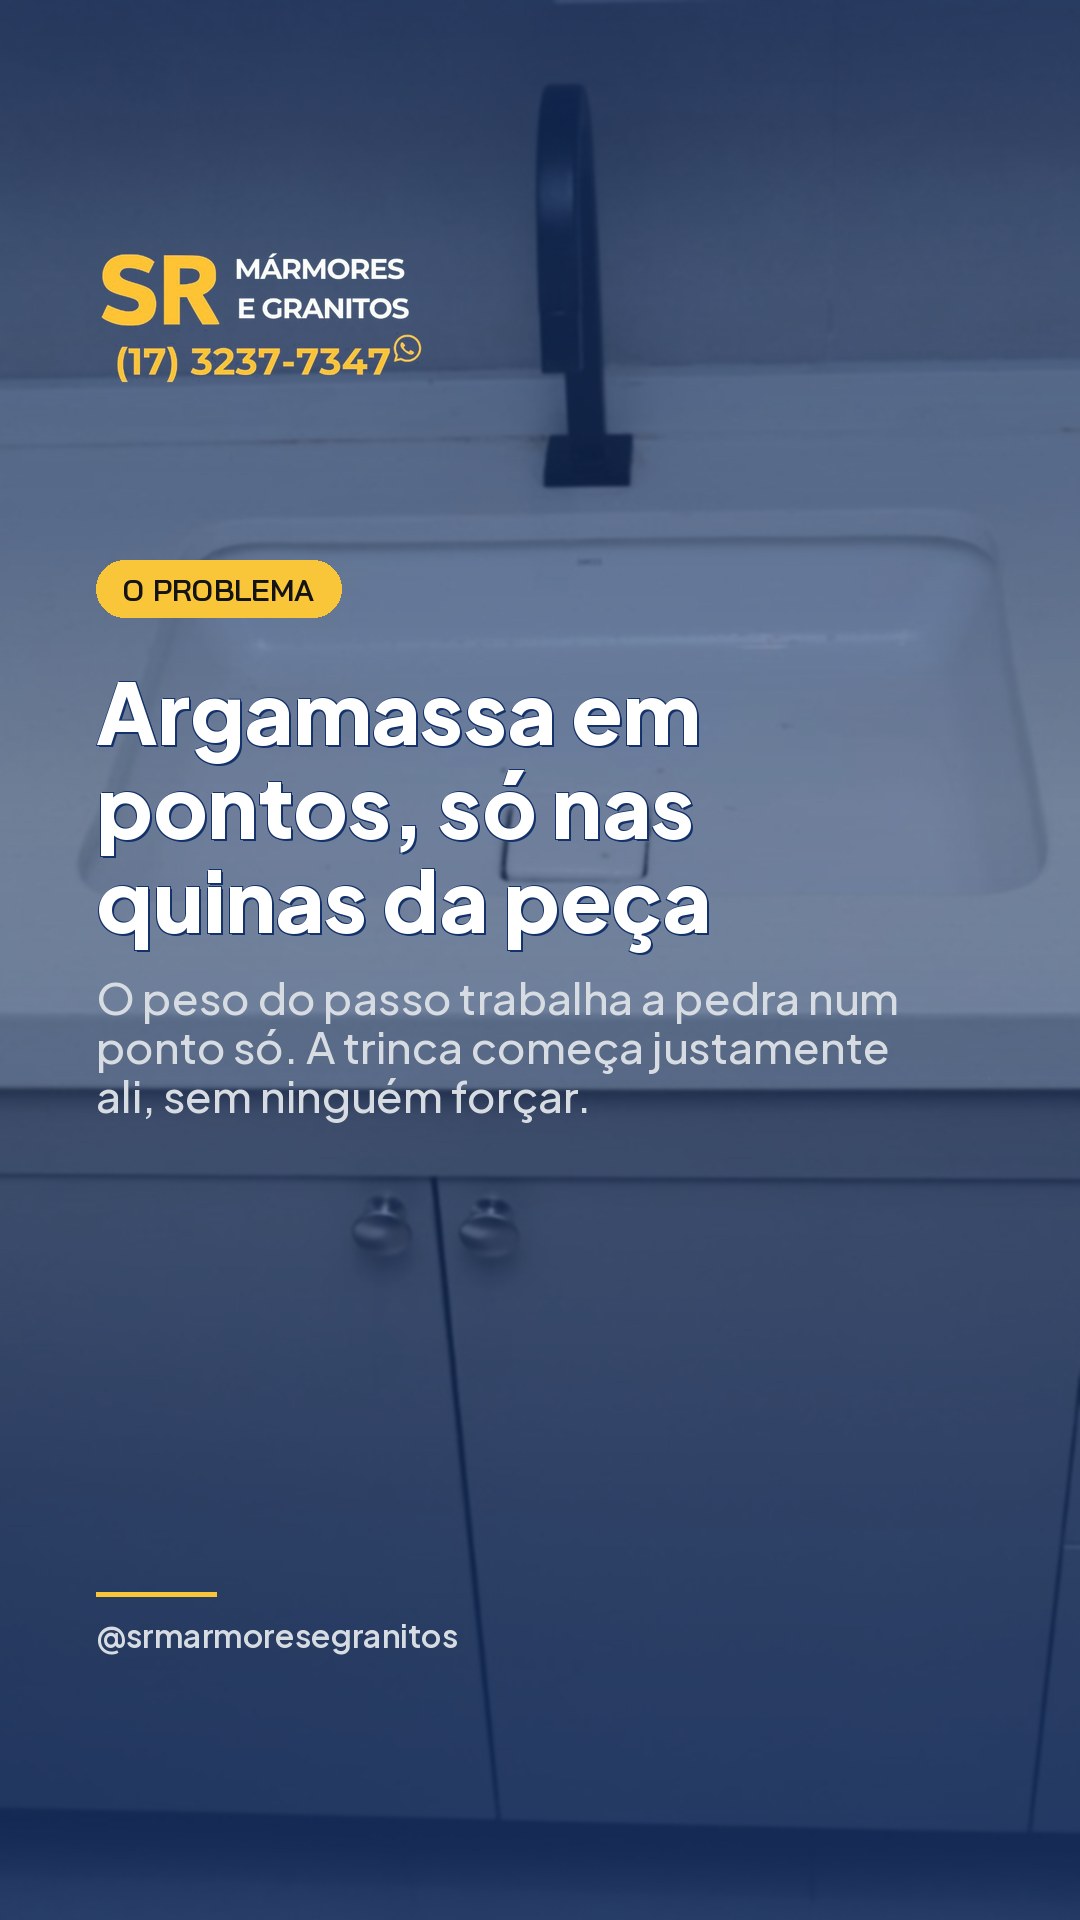 SR MÁRMORES
E GRANITOS
(17) 3237-7347
O PROBLEMA
Argamassa em
pontos, só nas
quinas da peça
O peso do passo trabalha a pedra num
ponto só. A trinca começa justamente
ali, sem ninguém forçar.
@srmarmoresegranitos